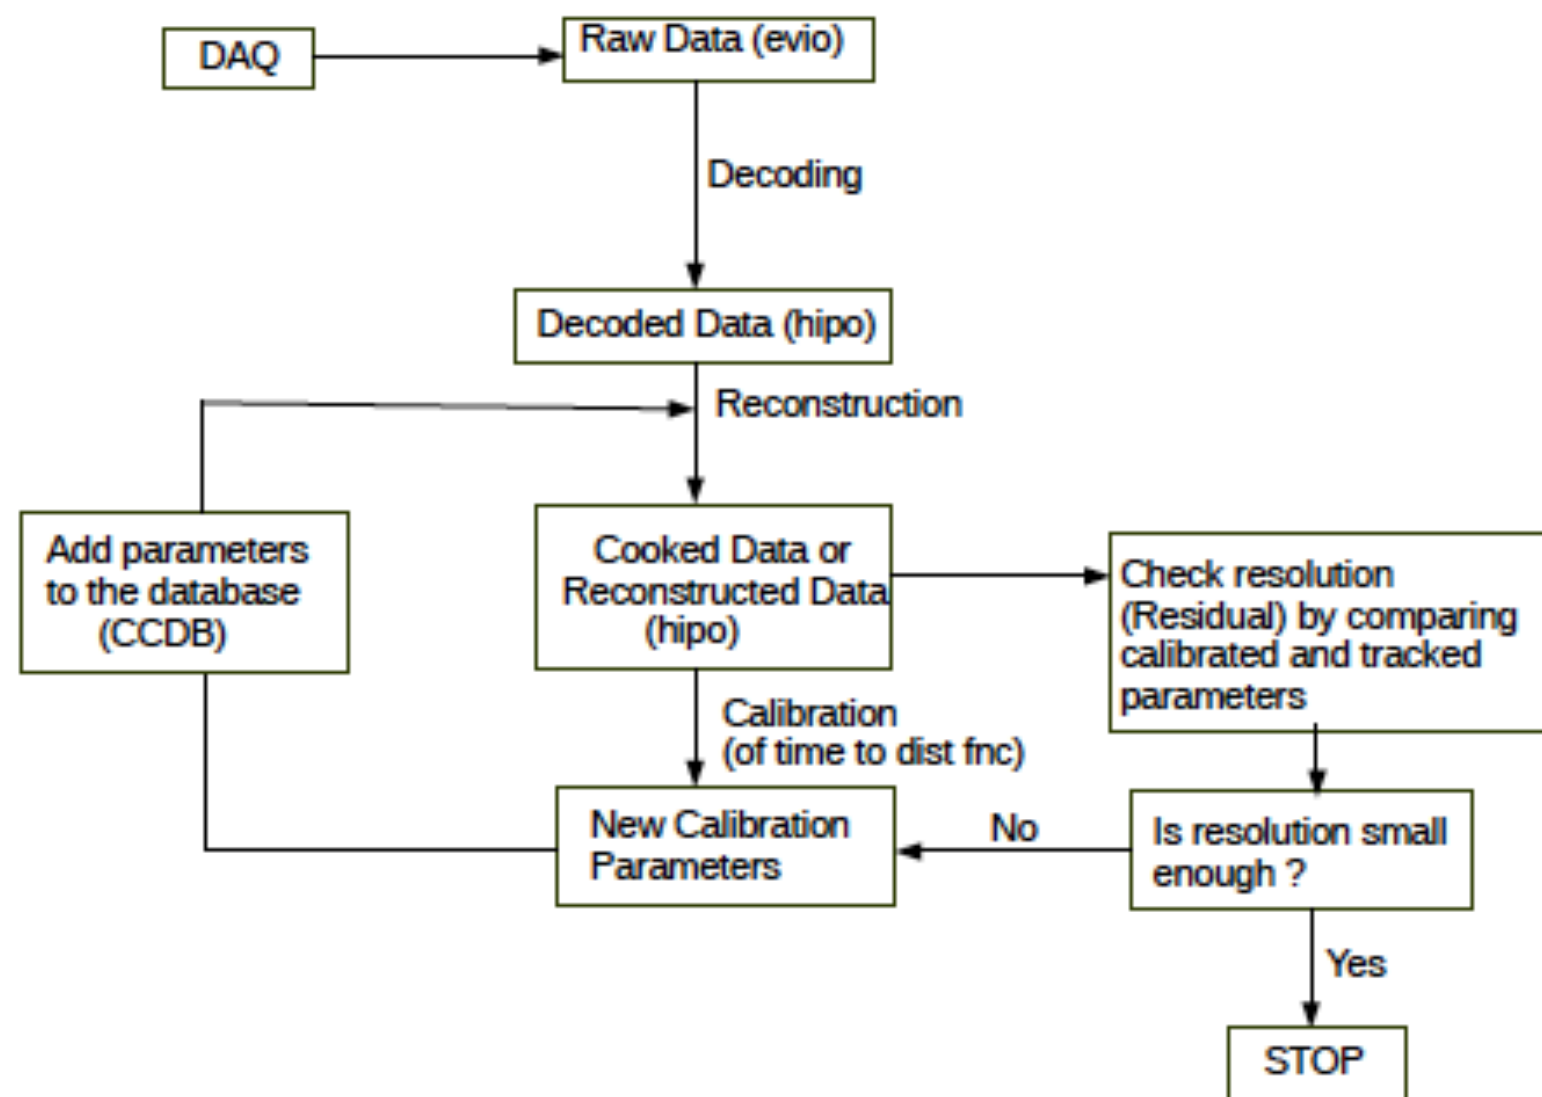 DAQ
Raw Data (evio)
Decoding
Decoded Data (hipo)
Reconstruction
Add parameters
to the database
(CCDB)
Cooked Data or
Reconstructed Data
(hipo)
Check resolution
(Residual) by comparing
calibrated and tracked
parameters
Calibration
(of time to dist fnc)
New Calibration
Parameters
No
Is resolution small
enough ?
Yes
STOP